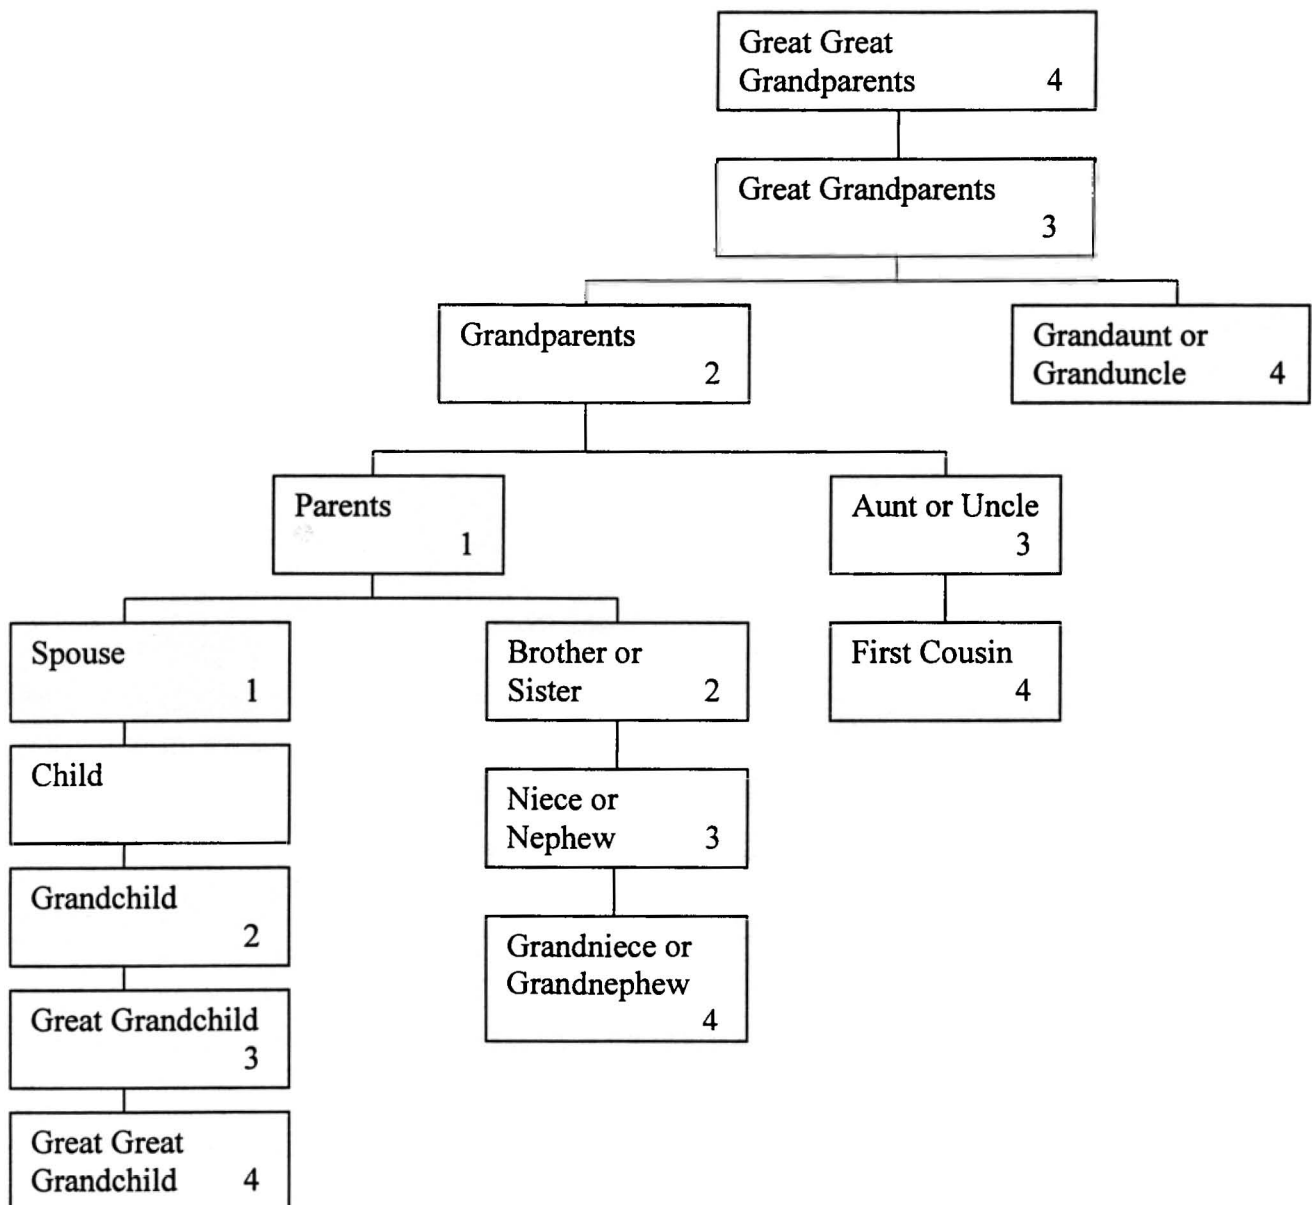 Great Great
Grandparents 4
Great Grandparents
3
Grandparents
2
Grandaunt or
Granduncle 4
Parents
1
Aunt or Uncle
3
Spouse
1
Brother or
Sister 2
First Cousin
4
Child
Niece or
Nephew 3
Grandchild
2
Grandniece or
Grandnephew
4
Great Grandchild
3
Great Great
Grandchild 4